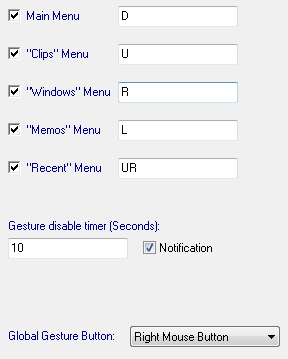 Main Menu D
"Clips" Menu U
"Windows" Menu R
"Memos" Menu L
"Recent" Menu UR
Gesture disable timer (Seconds):
10 Notification
Global Gesture Button: Right Mouse Button